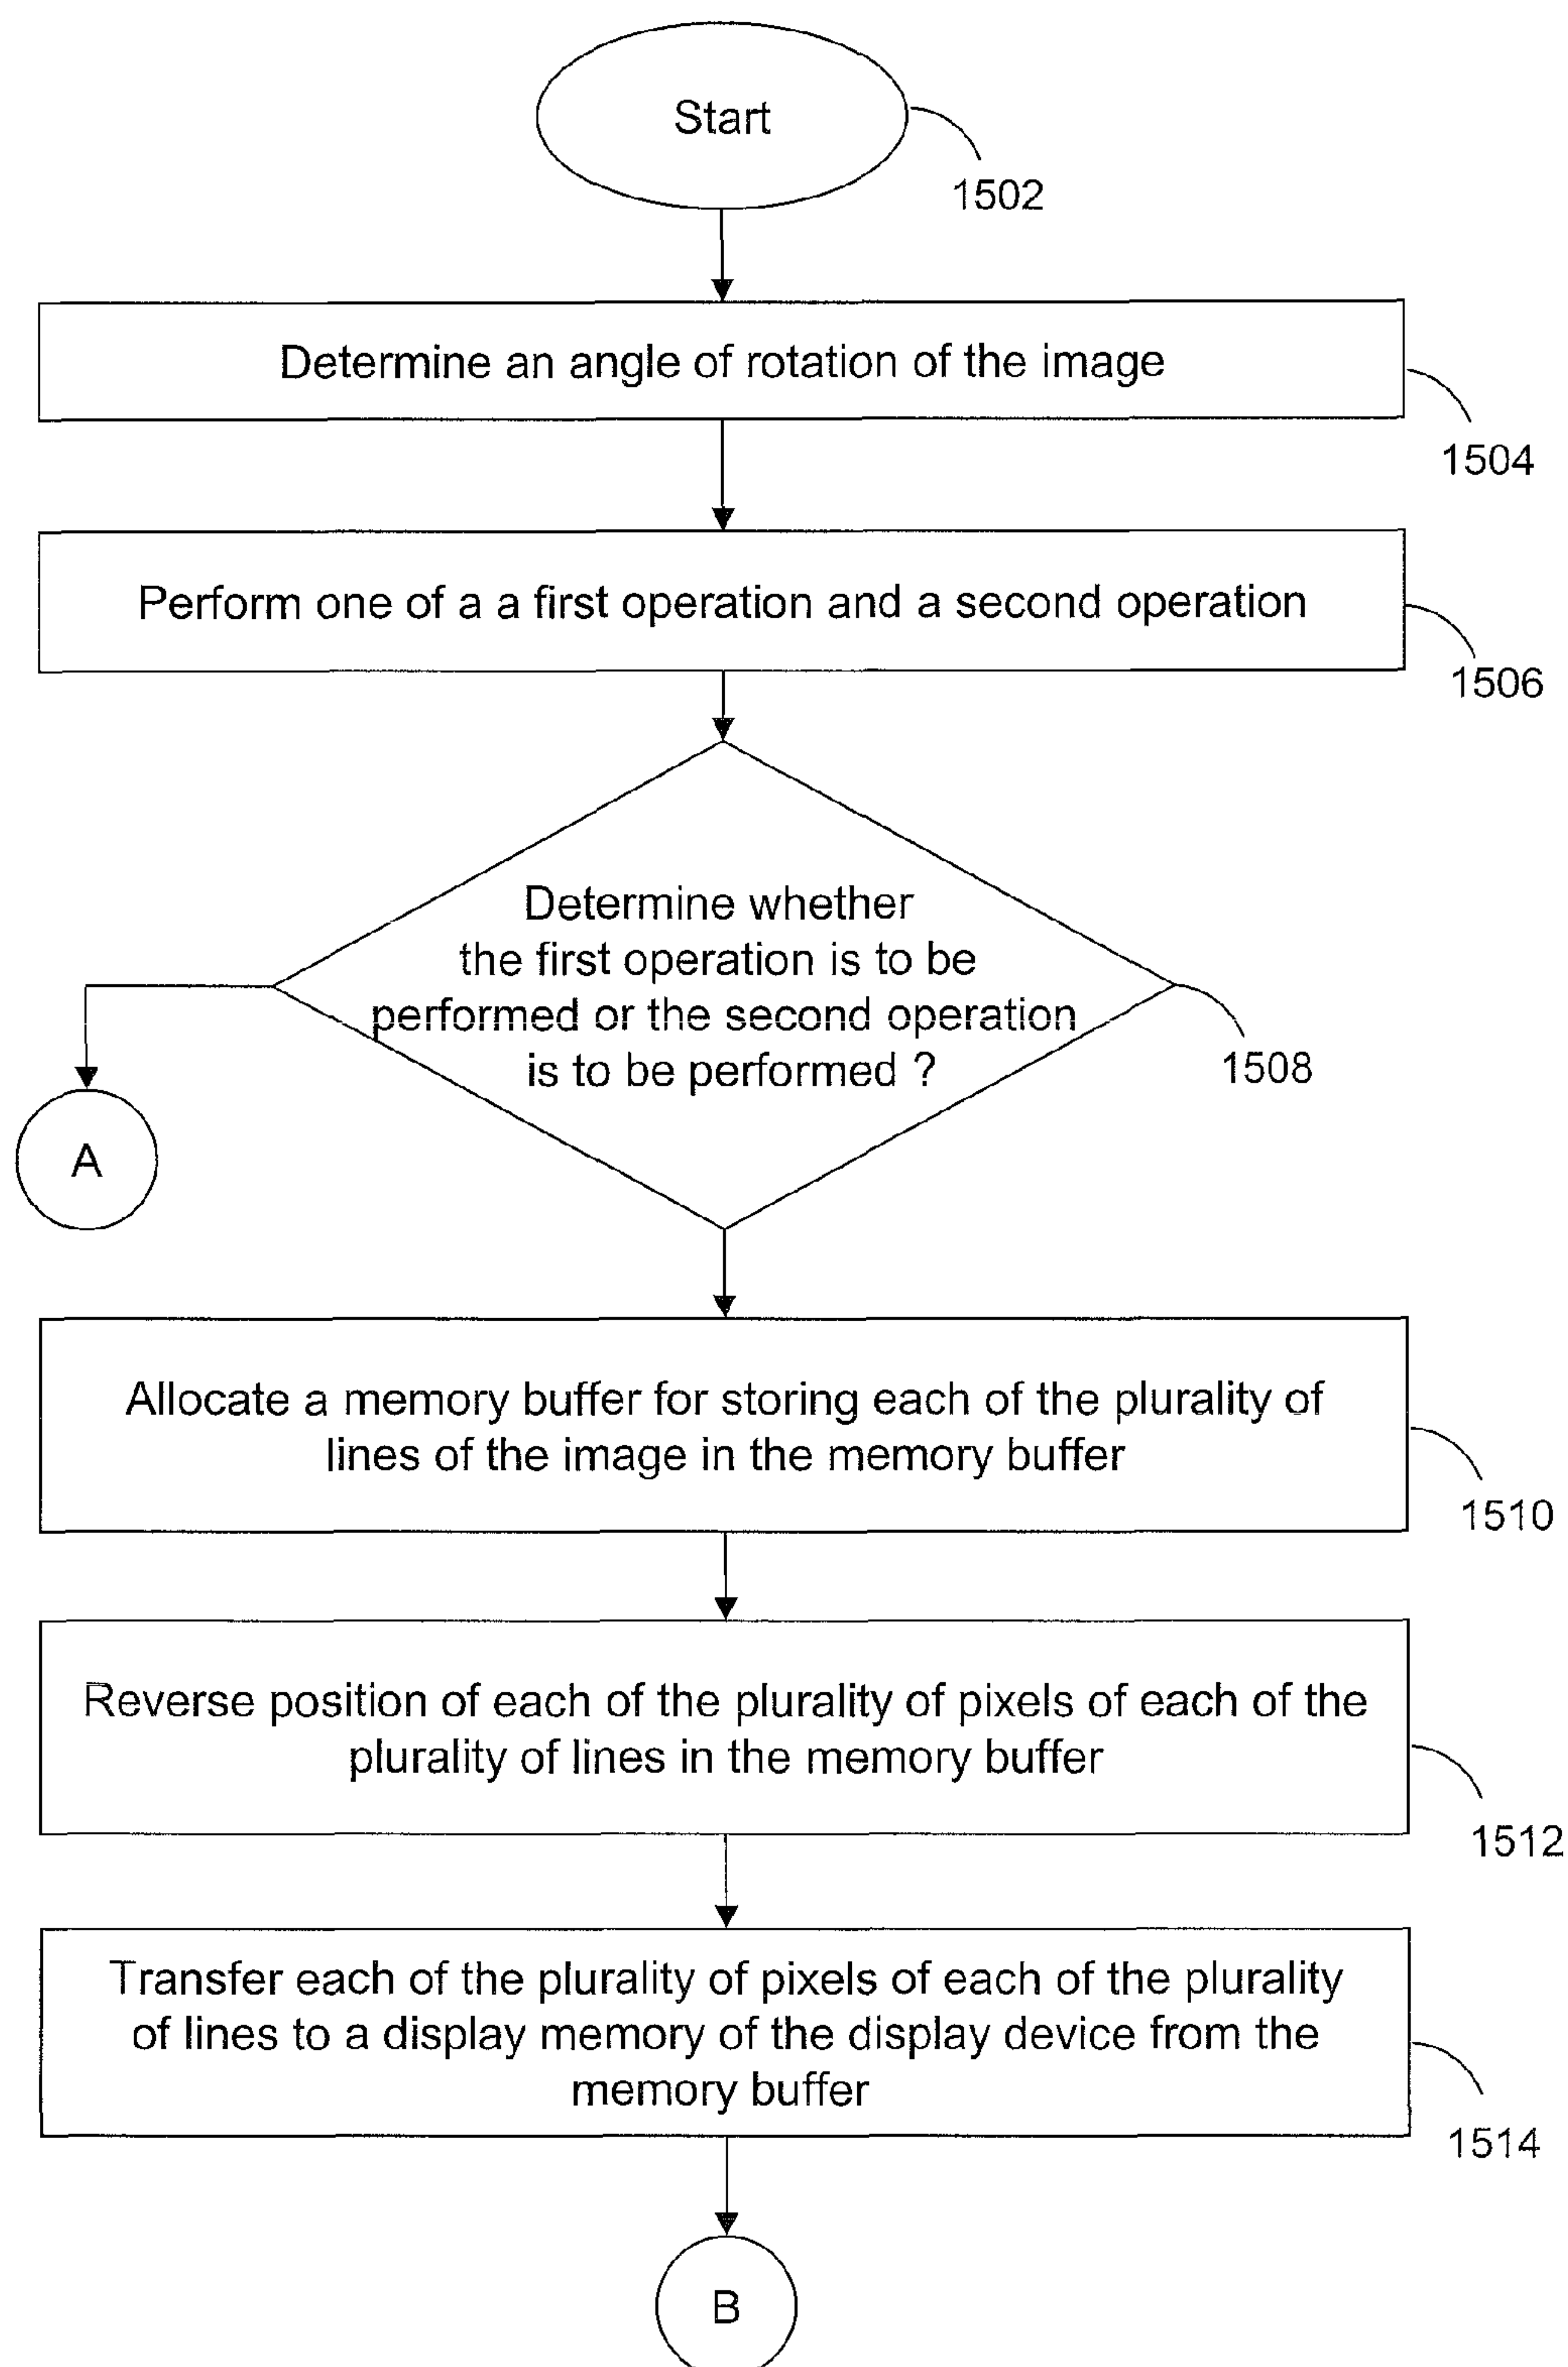 Start
1502
Determine an angle of rotation of the image
1504
Perform one of a a first operation and a second operation
1506
Determine whether
the first operation is to be
performed or the second operation
is to be performed ?
1508
A
Allocate a memory buffer for storing each of the plurality of
lines of the image in the memory buffer
1510
Reverse position of each of the plurality of pixels of each of the
plurality of lines in the memory buffer
1512
Transfer each of the plurality of pixels of each of the plurality
of lines to a display memory of the display device from the
memory buffer
1514
B